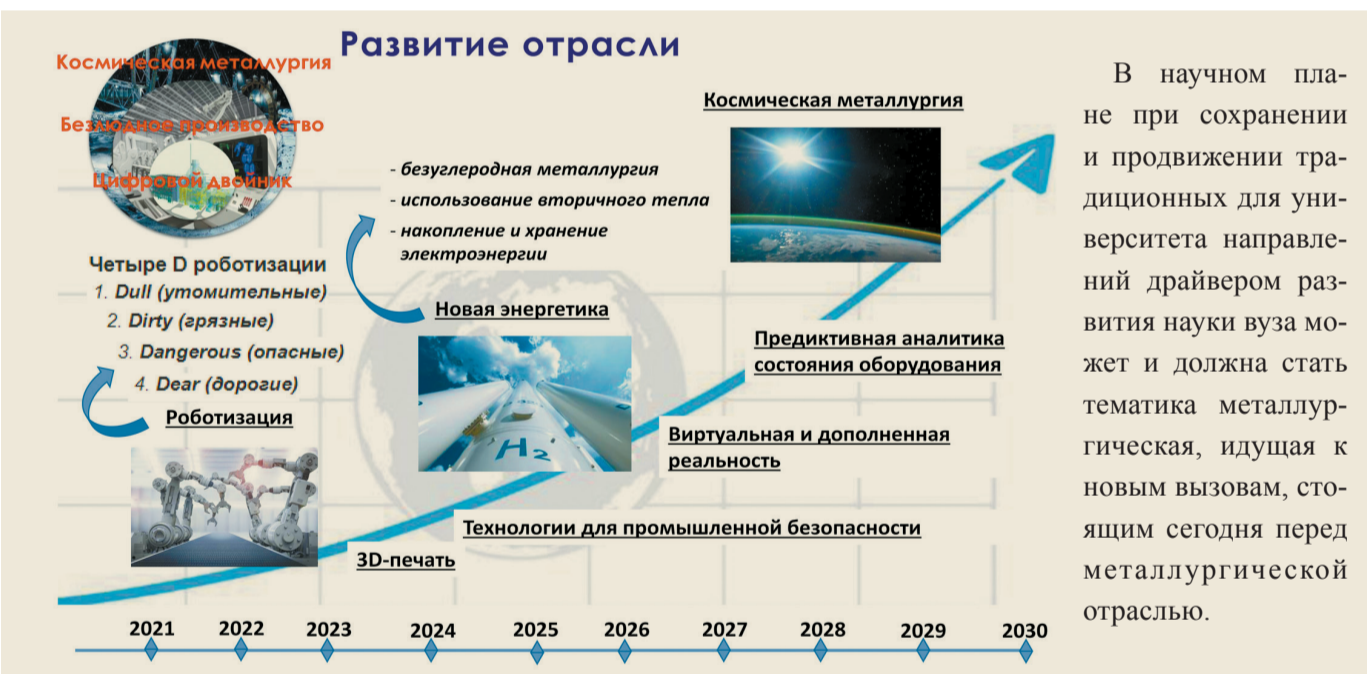 Развитие отрасли
Космическая металлургия
Безлюдное производство
Цифровой двойник
Четыре D роботизации
1. Dull (утомительные)
2. Dirty (грязные)
3. Dangerous (опасные)
4. Dear (дорогие)
Роботизация
- безуглеродная металлургия
- использование вторичного тепла
- накопление и хранение
электроэнергии
Новая энергетика
H2
Космическая металлургия
Предиктивная аналитика
состояния оборудования
Виртуальная и дополненная
реальность
Технологии для промышленной безопасности
3D-печать
2021 2022 2023 2024 2025 2026 2027 2028 2029 2030
В научном пла-
не при сохранении
и продвижении тра-
диционных для уни-
верситета направле-
ний драйвером раз-
вития науки вуза мо-
жет и должна стать
тематика металлур-
гическая, идущая к
новым вызовам, сто-
ящим сегодня перед
металлургической
отраслью.